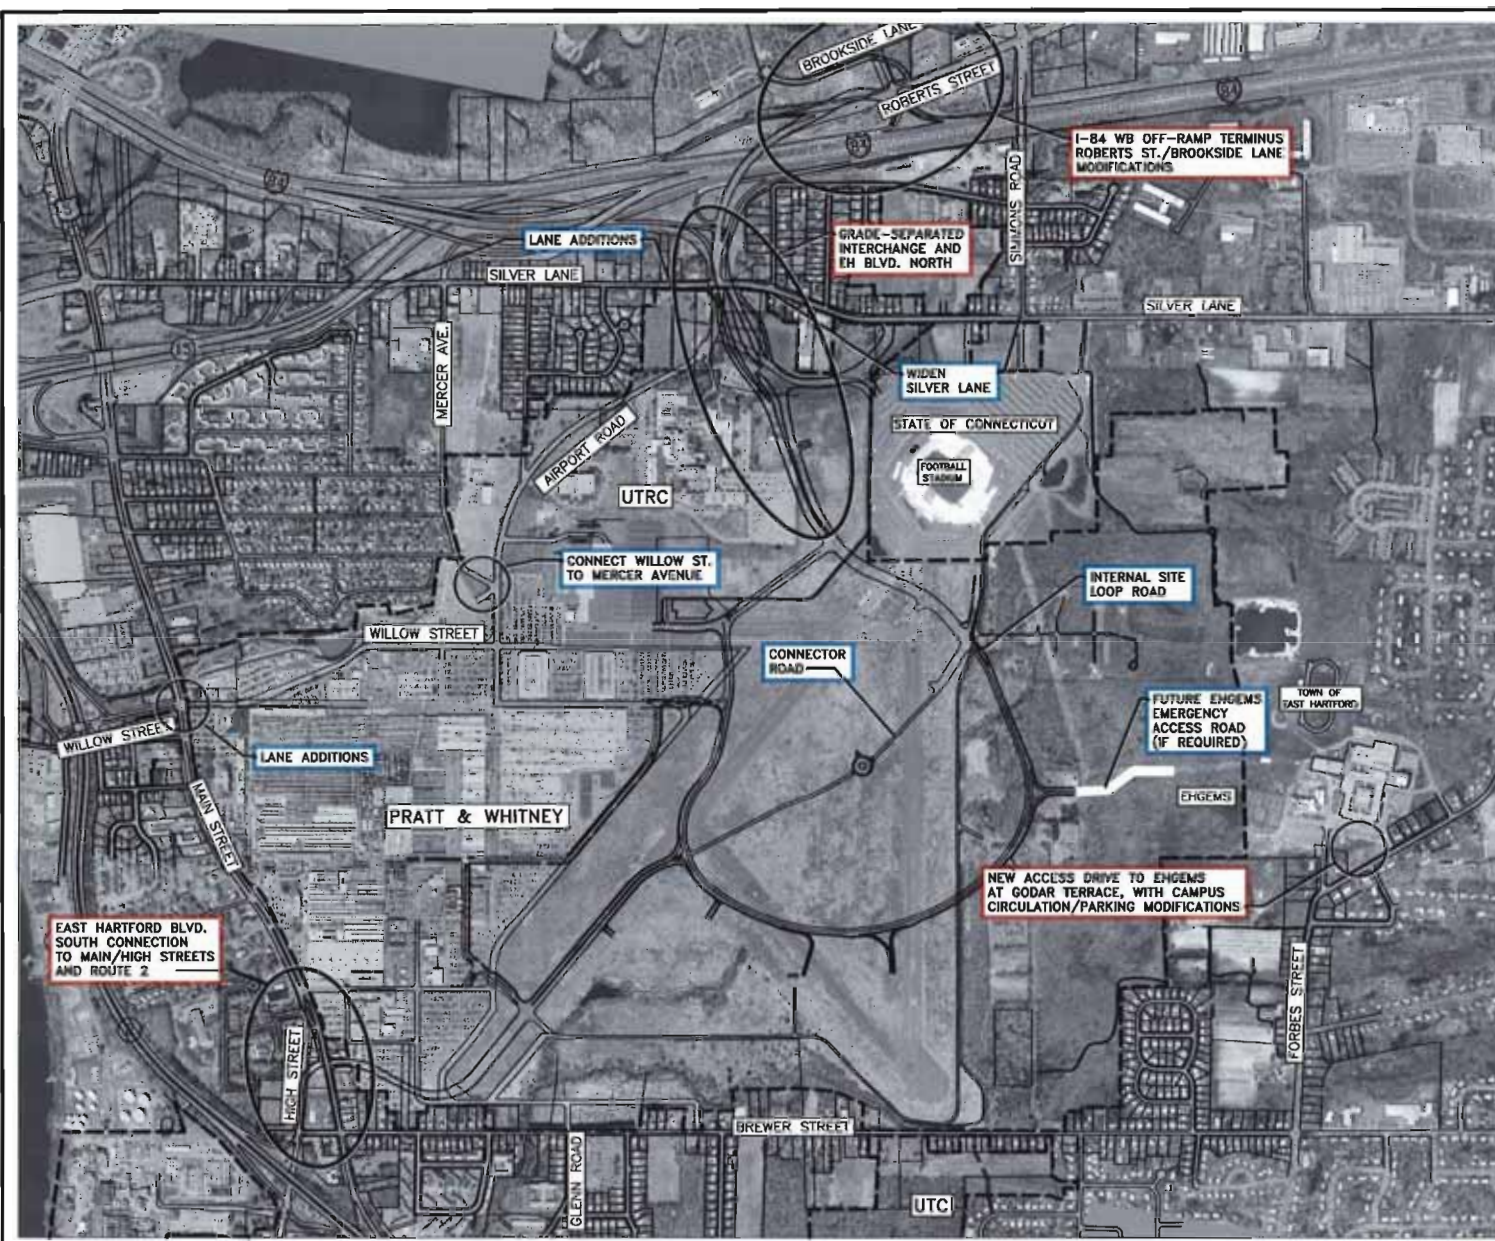 BROOKSIDE LANE
ROBERTS STREET
84
84
84
I-84 WB OFF-RAMP TERMINUS
ROBERTS ST./BROOKSIDE LANE
MODIFICATIONS
SIMMONS ROAD
LANE ADDITIONS
GRADE-SEPARATED
INTERCHANGE AND
EH BLVD. NORTH
SILVER LANE
SILVER LANE
MERCER AVE.
WIDEN
SILVER LANE
AIRPORT ROAD
STATE OF CONNECTICUT
FOOTBALL
STADIUM
UTRC
CONNECT WILLOW ST.
TO MERCER AVENUE
INTERNAL SITE
LOOP ROAD
WILLOW STREET
CONNECTOR
ROAD
FUTURE EHGEMS
EMERGENCY
ACCESS ROAD
(IF REQUIRED)
TOWN OF
EAST HARTFORD
WILLOW STREET
LANE ADDITIONS
MAIN STREET
PRATT & WHITNEY
EHGEMS
NEW ACCESS DRIVE TO EHGEMS
AT GODAR TERRACE, WITH CAMPUS
CIRCULATION/PARKING MODIFICATIONS
EAST HARTFORD BLVD.
SOUTH CONNECTION
TO MAIN/HIGH STREETS
AND ROUTE 2
FORBES STREET
HIGH STREET
BREWER STREET
GLENN ROAD
UTC